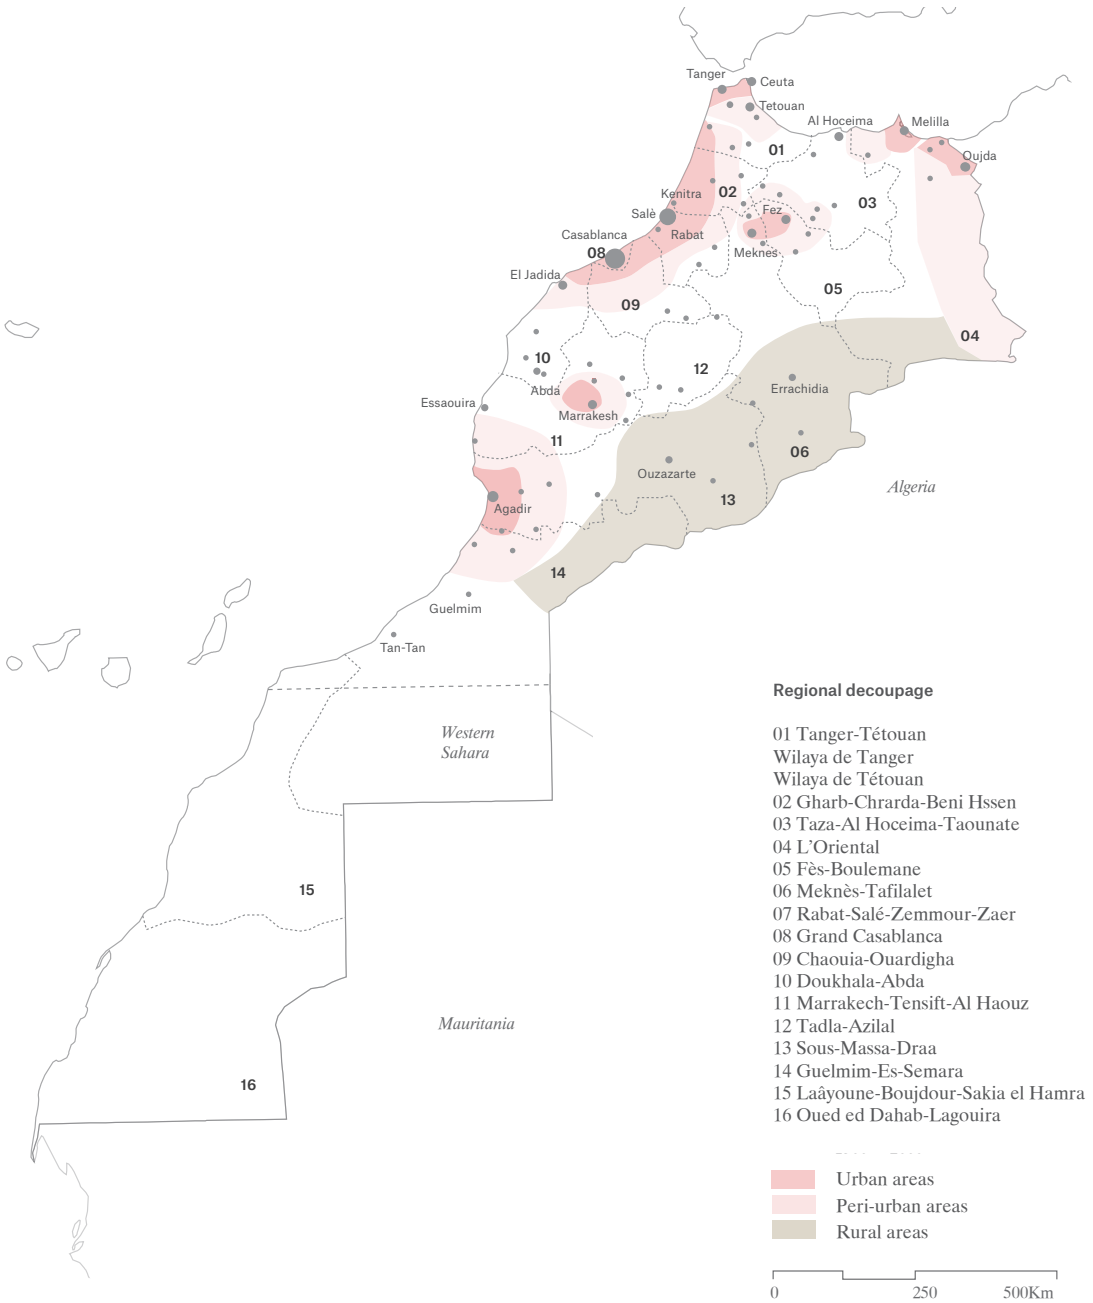 Tanger
Ceuta
Tetouan
Al Hoceima
Melilla
Oujda
01
Kenitra
02
03
Salè
Fez
Casablanca
Rabat
08
Meknes
El Jadida
05
09
04
10
12
Abda
Errachidia
Essaouira
Marrakesh
11
06
Ouzazarte
Algeria
13
Agadir
14
Guelmim
Tan-Tan
Western
Sahara
15
Mauritania
16
Regional decoupage
01 Tanger-Tétouan
Wilaya de Tanger
Wilaya de Tétouan
02 Gharb-Chrarda-Beni Hssen
03 Taza-Al Hoceima-Taounate
04 L’Oriental
05 Fès-Boulemane
06 Meknès-Tafilalet
07 Rabat-Salé-Zemmour-Zaer
08 Grand Casablanca
09 Chaouia-Ouardigha
10 Doukhala-Abda
11 Marrakech-Tensift-Al Haouz
12 Tadla-Azilal
13 Sous-Massa-Draa
14 Guelmim-Es-Semara
15 Laâyoune-Boujdour-Sakia el Hamra
16 Oued ed Dahab-Lagouira
Urban areas
Peri-urban areas
Rural areas
0 250 500Km